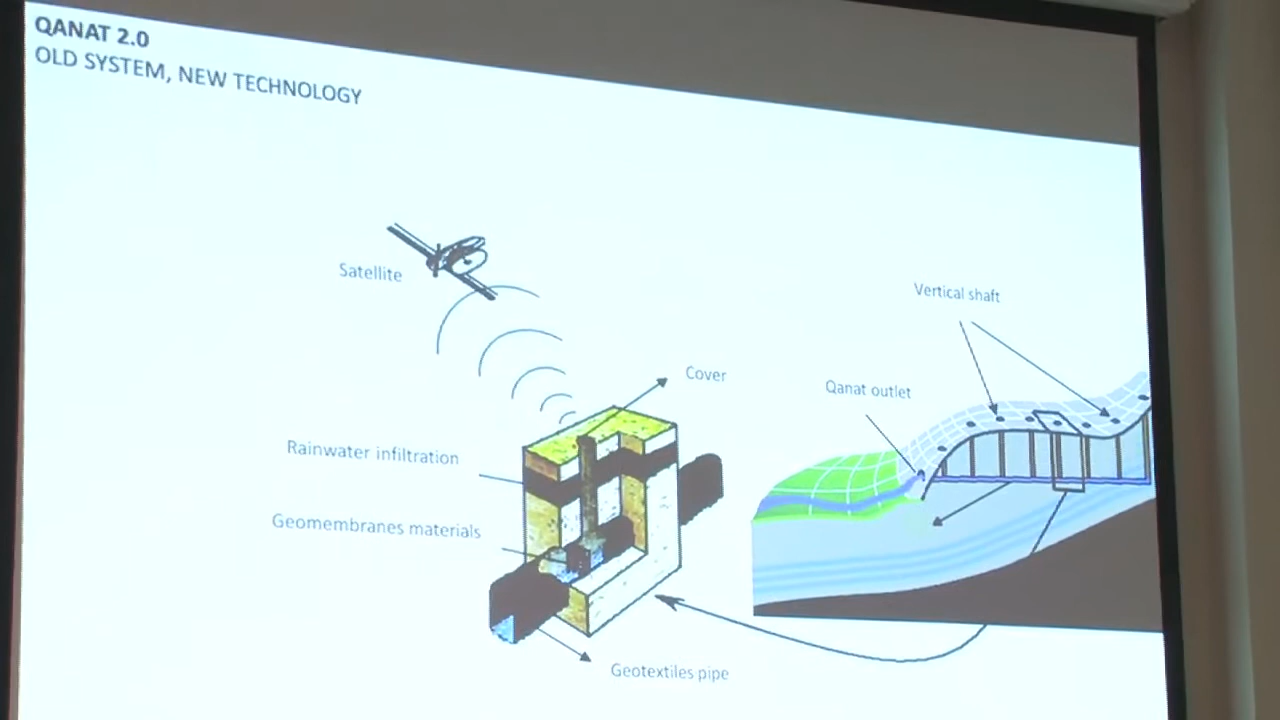 QANAT 2.0
OLD SYSTEM, NEW TECHNOLOGY
Satellite
Vertical shaft
Cover
Qanat outlet
Rainwater infiltration
Geomembranes materials
Geotextiles pipe